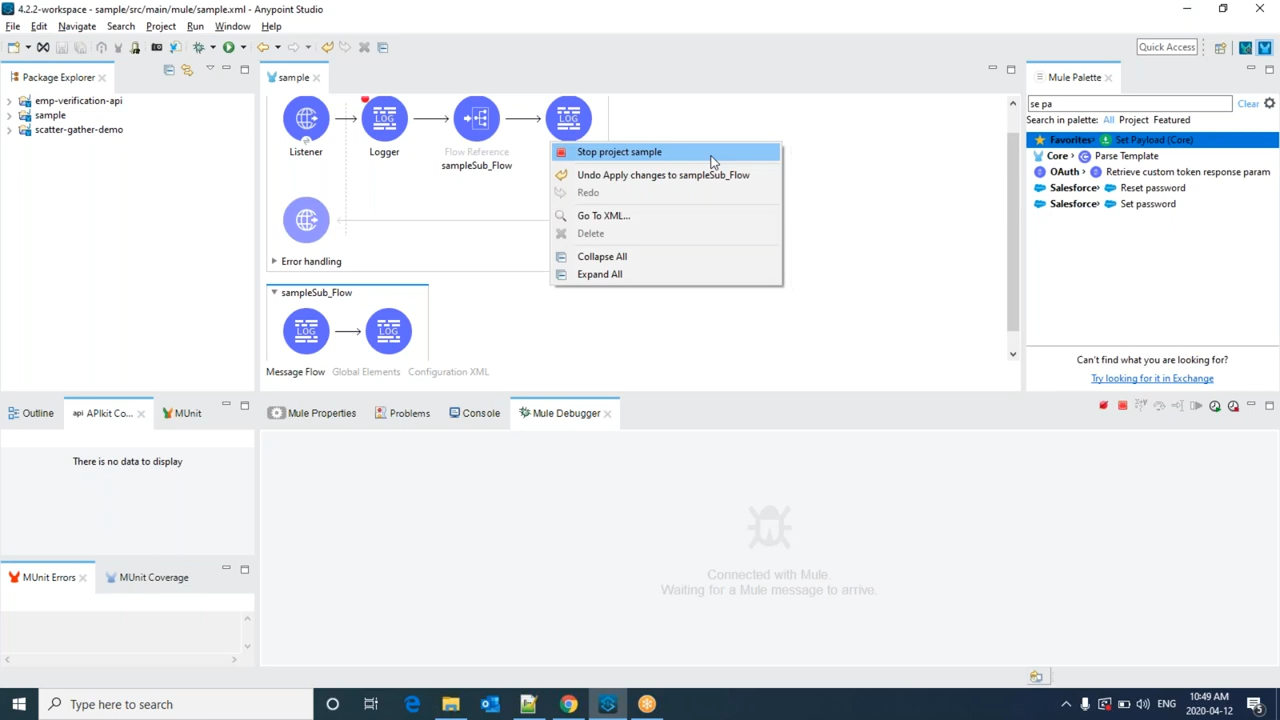 4.2.2-workspace - sample/src/main/mule/sample.xml - Anypoint Studio
File Edit Navigate Search Project Run Window Help
Quick Access
Package Explorer
emp-verification-api
sample
scatter-gather-demo
sample
Listener
LOG
Logger
Flow Reference
sampleSub_Flow
LOG
Error handling
sampleSub_Flow
LOG
LOG
Message Flow Global Elements Configuration XML
Stop project sample
Undo Apply changes to sampleSub_Flow
Redo
Go To XML...
Delete
Collapse All
Expand All
Mule Palette
se pa
Clear
Search in palette: All Project Featured
Favorites› Set Payload (Core)
Core › Parse Template
OAuth › Retrieve custom token response param
Salesforce› Reset password
Salesforce› Set password
Can't find what you are looking for?
Try looking for it in Exchange
Outline
api APIkit Co...
MUnit
There is no data to display
MUnit Errors
MUnit Coverage
Mule Properties
Problems
Console
Mule Debugger
Connected with Mule.
Waiting for a Mule message to arrive.
Type here to search
ENG
10:49 AM
2020-04-12
5